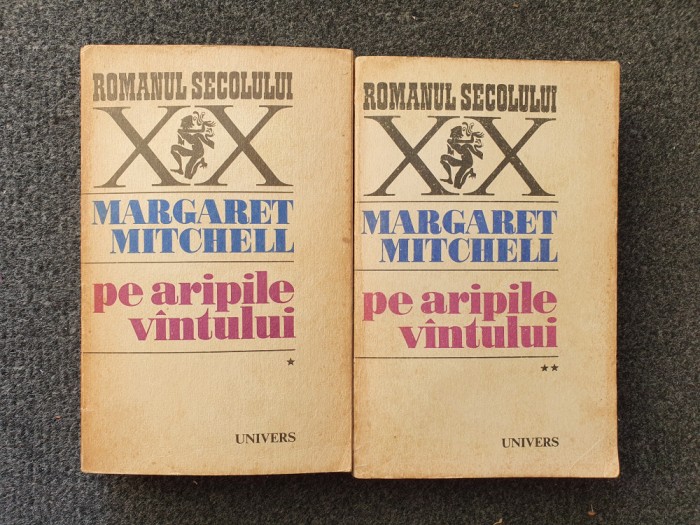 ROMANUL SECOLULUI
XX
MARGARET
MITCHELL
pe aripile
vîntului
*
UNIVERS
ROMANUL SECOLULUI
XX
MARGARET
MITCHELL
pe aripile
vîntului
**
UNIVERS